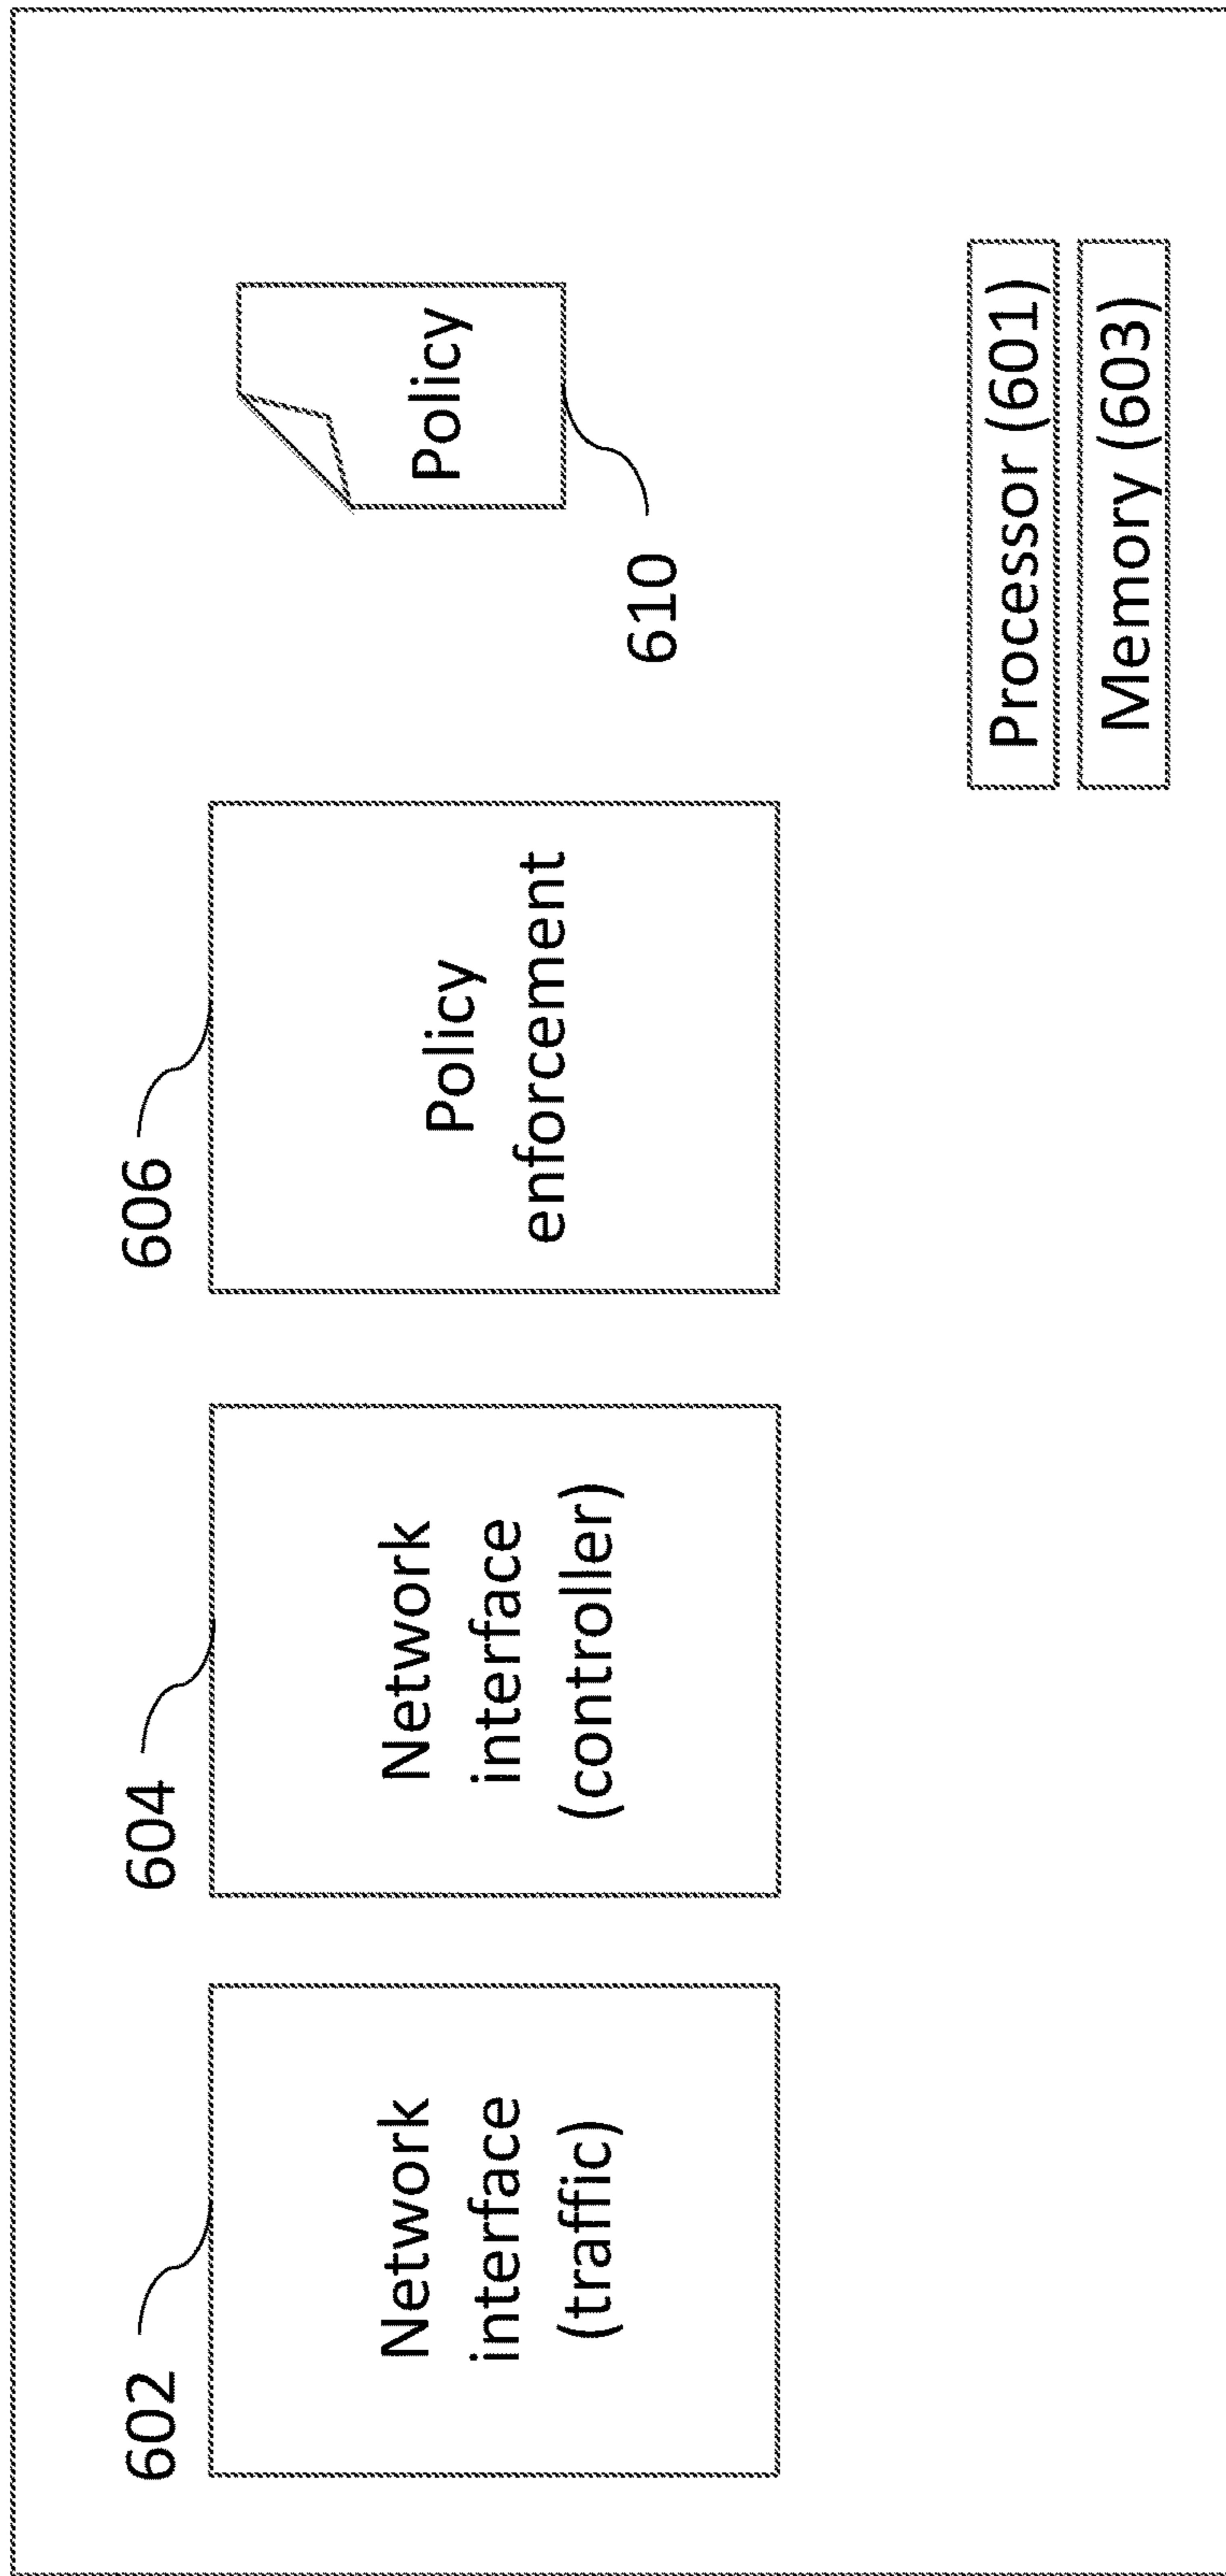 602
Network
interface
(traffic)
604
Network
interface
(controller)
606
Policy
enforcement
Policy
610
Processor (601)
Memory (603)